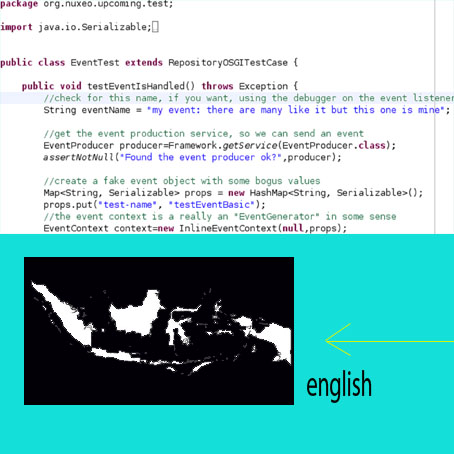 package org.nuxeo.upcoming.test;
import java.io.Serializable;
public class EventTest extends RepositoryOSGITestCase {
public void testEventIsHandled() throws Exception {
//check for this name, if you want, using the debugger on the event listener
String eventName = "my event: there are many like it but this one is mine";
//get the event production service, so we can send an event
EventProducer producer=Framework.getService(EventProducer.class);
assertNotNull("Found the event producer ok?",producer);
//create a fake event object with some bogus values
Map<String, Serializable> props = new HashMap<String, Serializable>();
props.put("test-name", "testEventBasic");
//the event context is a really an "EventGenerator" in some sense
EventContext context=new InlineEventContext(null,props);
english